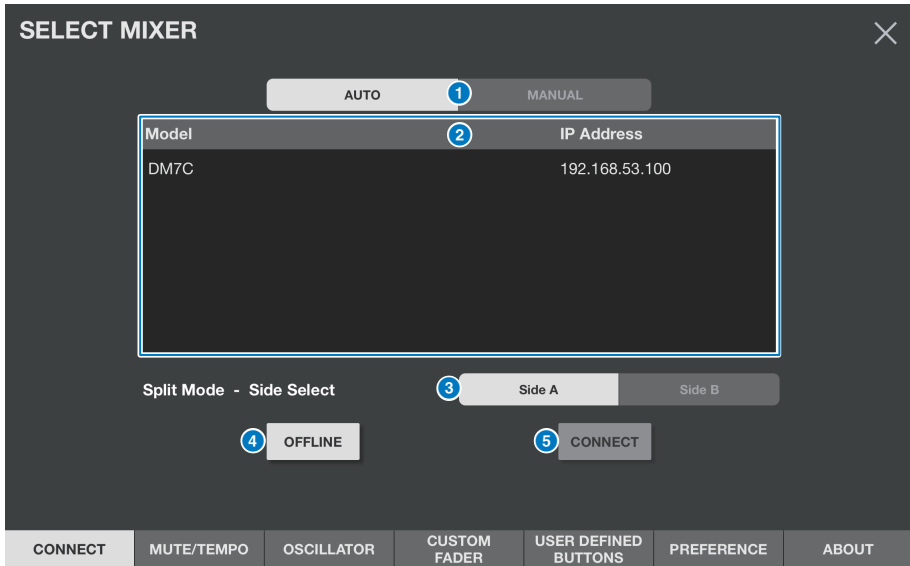 SELECT MIXER
AUTO 1 MANUAL
Model 2 IP Address
DM7C 192.168.53.100
Split Mode - Side Select 3 Side A Side B
4 OFFLINE 5 CONNECT
CONNECT MUTE/TEMPO OSCILLATOR CUSTOM FADER USER DEFINED BUTTONS PREFERENCE ABOUT